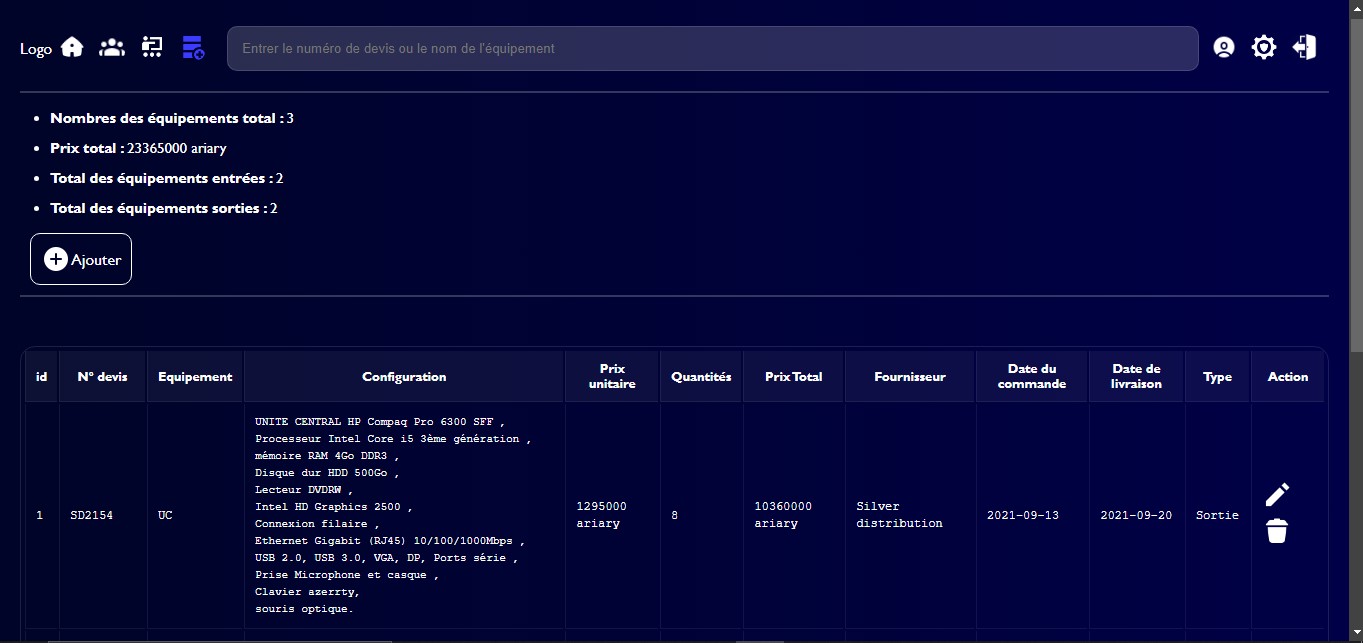 Logo
Entrer le numéro de devis ou le nom de l'équipement
Nombres des équipements total : 3
Prix total : 23365000 ariary
Total des équipements entrées : 2
Total des équipements sorties : 2
Ajouter
id N° devis Equipement Configuration Prix unitaire Quantités Prix Total Fournisseur Date du commande Date de livraison Type Action
UNITE CENTRAL HP Compaq Pro 6300 SFF ,
Processeur Intel Core i5 3ème génération ,
mémoire RAM 4Go DDR3 ,
Disque dur HDD 500Go ,
Lecteur DVDRW ,
Intel HD Graphics 2500 ,
Connexion filaire ,
Ethernet Gigabit (RJ45) 10/100/1000Mbps ,
USB 2.0, USB 3.0, VGA, DP, Ports série ,
Prise Microphone et casque ,
Clavier azerrty,
souris optique.
1 SD2154 UC 1295000 ariary 8 10360000 ariary Silver distribution 2021-09-13 2021-09-20 Sortie